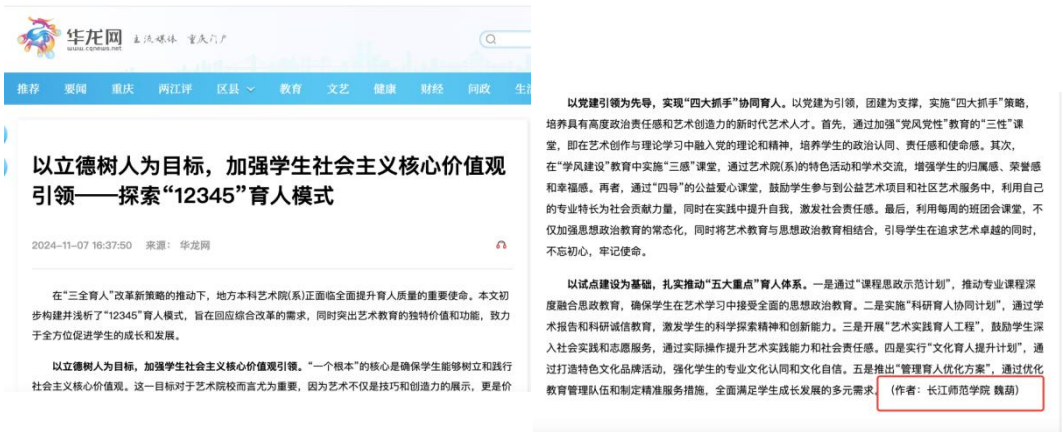 华龙网
www.cqnews.net
主流媒体 重庆门户
推荐 要闻 重庆 两江评 区县 教育 文艺 健康 财经 问政 生活
以立德树人为目标，加强学生社会主义核心价值观
引领——探索“12345”育人模式
2024-11-07 16:37:50 来源： 华龙网
在“三全育人”改革新策略的推动下，地方本科艺术院(系)正面临全面提升育人质量的重要使命。本文初
步构建并浅析了“12345”育人模式，旨在回应综合改革的需求，同时突出艺术教育的独特价值和功能，致力
于全方位促进学生的成长和发展。
以立德树人为目标，加强学生社会主义核心价值观引领。“一个根本”的核心是确保学生能够树立和践行
社会主义核心价值观。这一目标对于艺术院校而言尤为重要，因为艺术不仅是技巧和创造力的展示，更是价
以党建引领为先导，实现“四大抓手”协同育人。以党建为引领，团建为支撑，实施“四大抓手”策略，
培养具有高度政治责任感和艺术创造力的新时代艺术人才。首先，通过加强“党风党性”教育的“三性”课
堂，即在艺术创作与理论学习中融入党的理论和精神，培养学生的政治认同、责任感和使命感。其次，
在“学风建设”教育中实施“三感”课堂，通过艺术院(系)的特色活动和学术交流，增强学生的归属感、荣誉感
和幸福感。再者，通过“四导”的公益爱心课堂，鼓励学生参与到公益艺术项目和社区艺术服务中，利用自己
的专业特长为社会贡献力量，同时在实践中提升自我，激发社会责任感。最后，利用每周的班团会课堂，不
仅加强思想政治教育的常态化，同时将艺术教育与思想政治教育相结合，引导学生在追求艺术卓越的同时，
不忘初心，牢记使命。
以试点建设为基础，扎实推动“五大重点”育人体系。一是通过“课程思政示范计划”，推动专业课程深
度融合思政教育，确保学生在艺术学习中接受全面的思想政治教育。二是实施“科研育人协同计划”，通过学
术报告和科研诚信教育，激发学生的科学探索精神和创新能力。三是开展“艺术实践育人工程”，鼓励学生深
入社会实践和志愿服务，通过实际操作提升艺术实践能力和社会责任感。四是实行“文化育人提升计划”，通
过打造特色文化品牌活动，强化学生的专业文化认同和文化自信。五是推出“管理育人优化方案”，通过优化
教育管理队伍和制定精准服务措施，全面满足学生成长发展的多元需求。（作者：长江师范学院 魏葫）